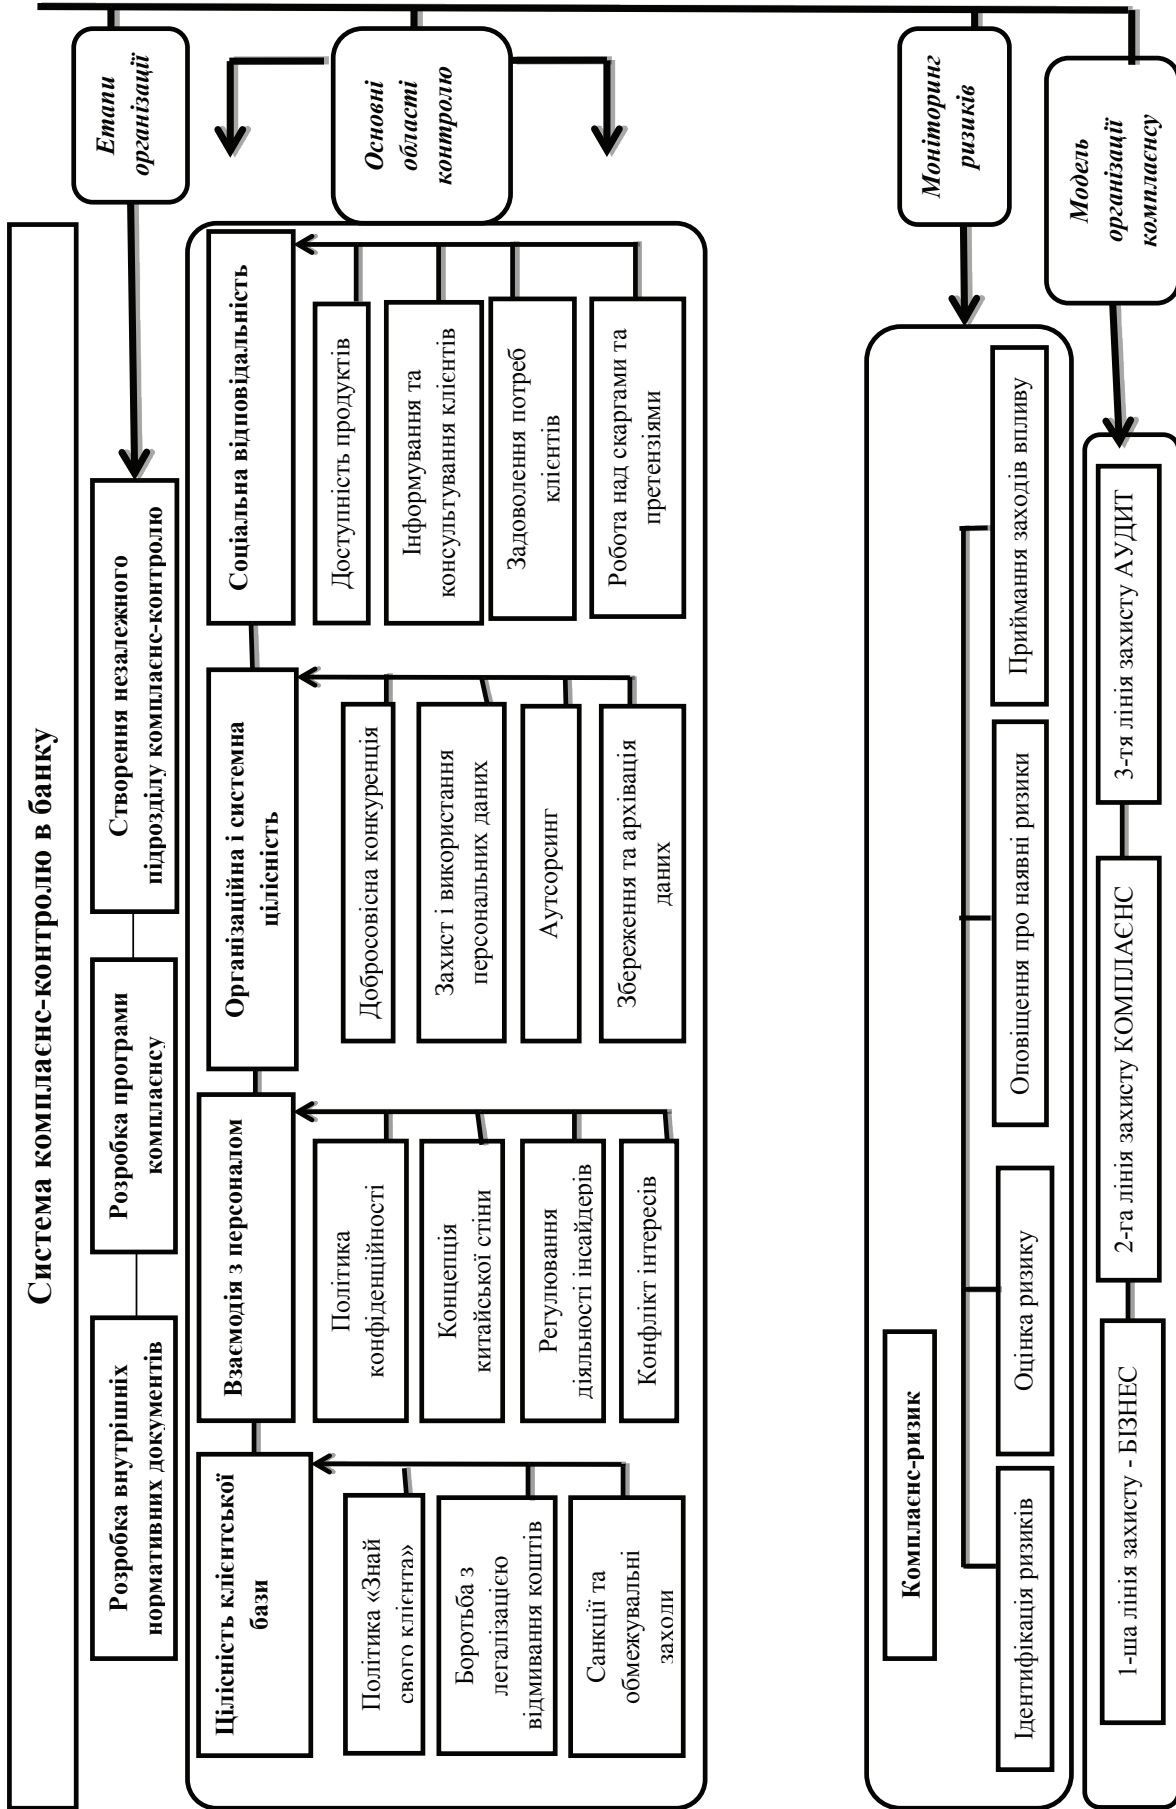 Система комплаєнс-контролю в банку
Етапи
організації
Розробка внутрішніх
нормативних документів
Розробка програми
комплаєнсу
Створення незалежного
підрозділу комплаєнс-контролю
Основні
області
контролю
Цілісність клієнтської
бази
Політика «Знай
свого клієнта»
Боротьба з
легалізацією
відмивання коштів
Санкції та
обмежувальні
заходи
Взаємодія з персоналом
Політика
конфіденційності
Концепція
китайської стіни
Регулювання
діяльності інсайдерів
Конфлікт інтересів
Організаційна і системна
цілісність
Добросовісна конкуренція
Захист і використання
персональних даних
Аутсорсинг
Збереження та архівація
даних
Соціальна відповідальність
Доступність продуктів
Інформування та
консультування клієнтів
Задоволення потреб
клієнтів
Робота над скаргами та
претензіями
Моніторинг
ризиків
Комплаєнс-ризик
Ідентифікація ризиків
Оцінка ризику
Оповіщення про наявні ризики
Приймання заходів впливу
Модель
організації
комплаєнсу
1-ша лінія захисту - БІЗНЕС
2-га лінія захисту КОМПЛАЄНС
3-тя лінія захисту АУДИТ